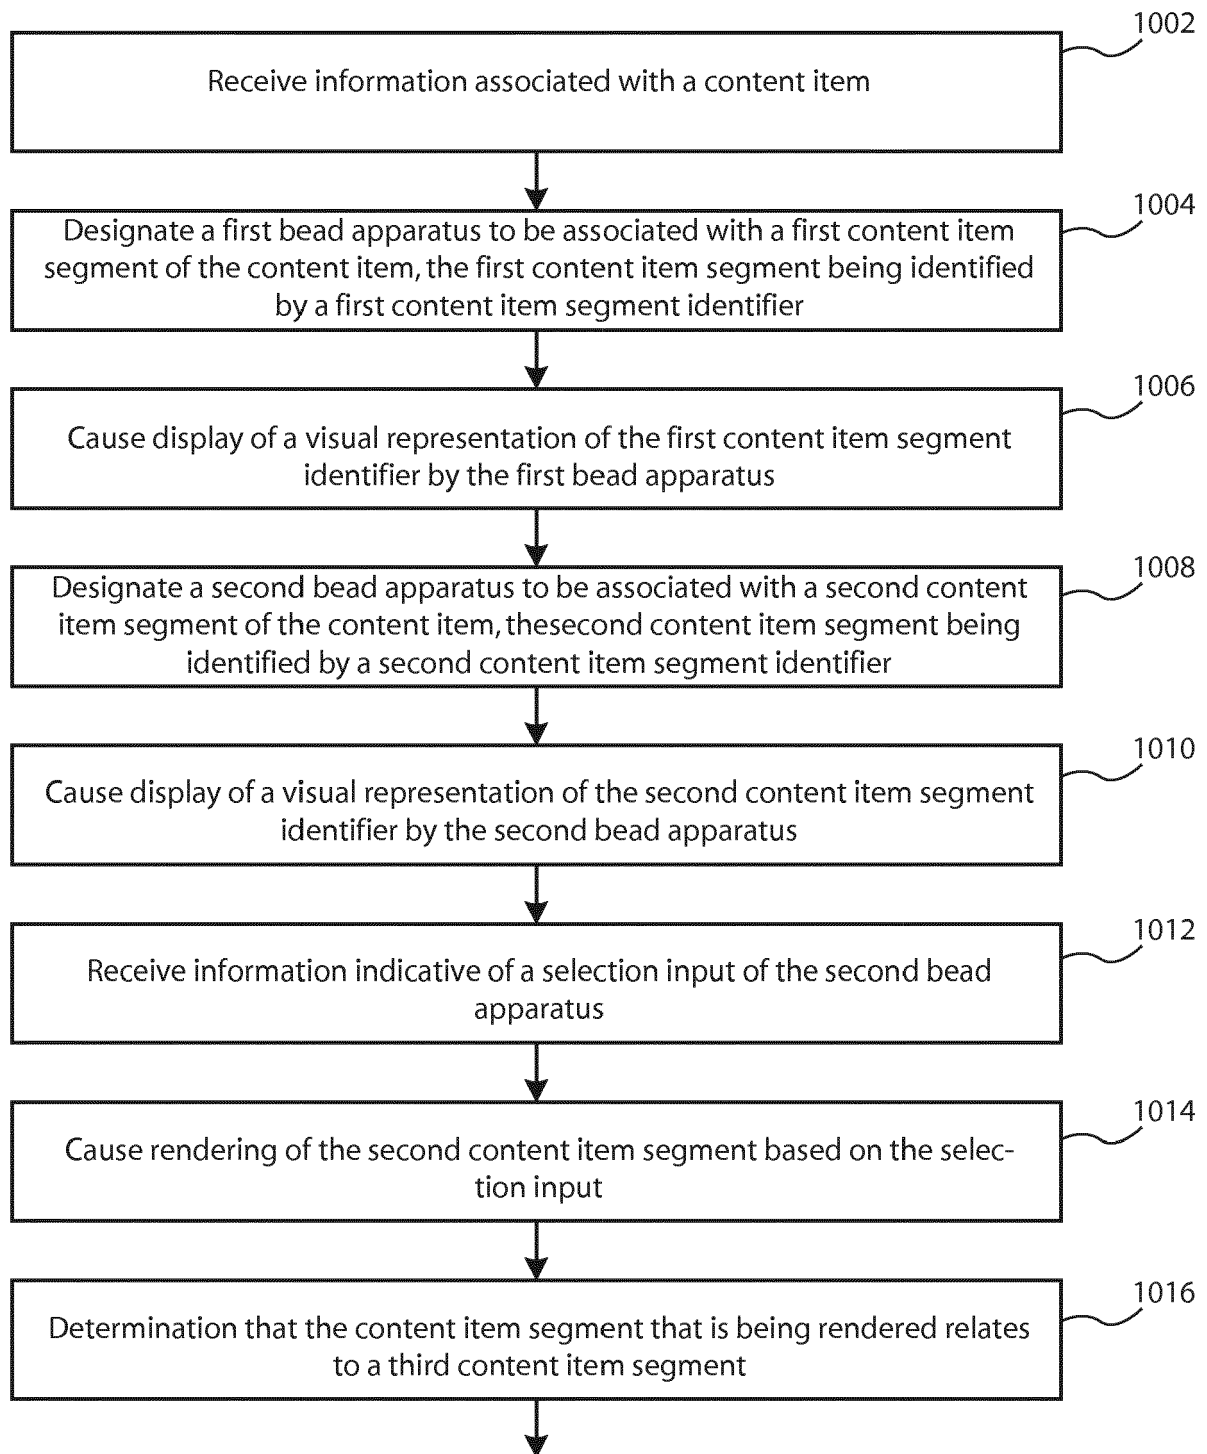 1002
Receive information associated with a content item
1004
Designate a first bead apparatus to be associated with a first content item
segment of the content item, the first content item segment being identified
by a first content item segment identifier
1006
Cause display of a visual representation of the first content item segment
identifier by the first bead apparatus
1008
Designate a second bead apparatus to be associated with a second content
item segment of the content item, thesecond content item segment being
identified by a second content item segment identifier
1010
Cause display of a visual representation of the second content item segment
identifier by the second bead apparatus
1012
Receive information indicative of a selection input of the second bead
apparatus
1014
Cause rendering of the second content item segment based on the selec-
tion input
1016
Determination that the content item segment that is being rendered relates
to a third content item segment